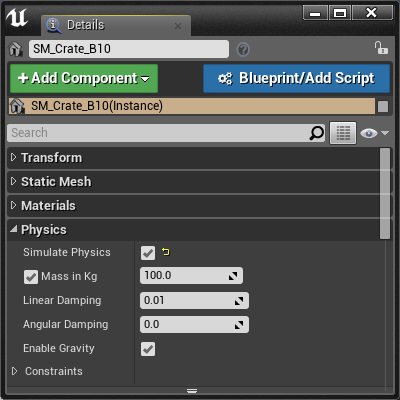 Details
SM_Crate_B10
+ Add Component
Blueprint/Add Script
SM_Crate_B10(Instance)
Search
Transform
Static Mesh
Materials
Physics
Simulate Physics
Mass in Kg 100.0
Linear Damping 0.01
Angular Damping 0.0
Enable Gravity
Constraints